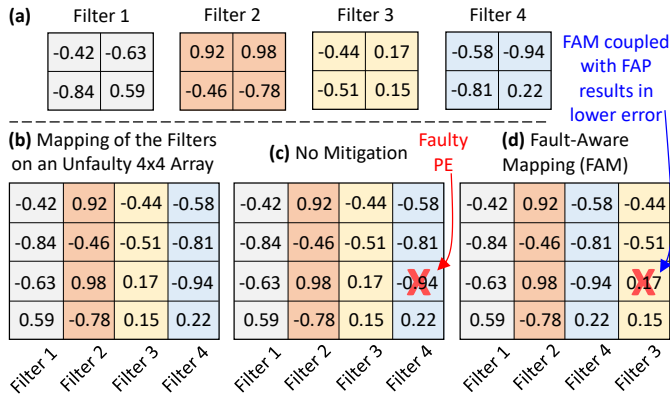 (a)
Filter 1 Filter 2 Filter 3 Filter 4
-0.42 -0.63 0.92 0.98 -0.44 0.17 -0.58 -0.94
-0.84 0.59 -0.46 -0.78 -0.51 0.15 -0.81 0.22
FAM coupled
with FAP
results in
lower error
(b) Mapping of the Filters
on an Unfaulty 4x4 Array
-0.42 0.92 -0.44 -0.58
-0.84 -0.46 -0.51 -0.81
-0.63 0.98 0.17 -0.94
0.59 -0.78 0.15 0.22
Filter 1 Filter 2 Filter 3 Filter 4
(c) No Mitigation
Faulty
PE
-0.42 0.92 -0.44 -0.58
-0.84 -0.46 -0.51 -0.81
-0.63 0.98 0.17 -0.94
0.59 -0.78 0.15 0.22
Filter 1 Filter 2 Filter 3 Filter 4
(d) Fault-Aware
Mapping (FAM)
-0.42 0.92 -0.58 -0.44
-0.84 -0.46 -0.81 -0.51
-0.63 0.98 -0.94 0.17
0.59 -0.78 0.22 0.15
Filter 1 Filter 2 Filter 4 Filter 3